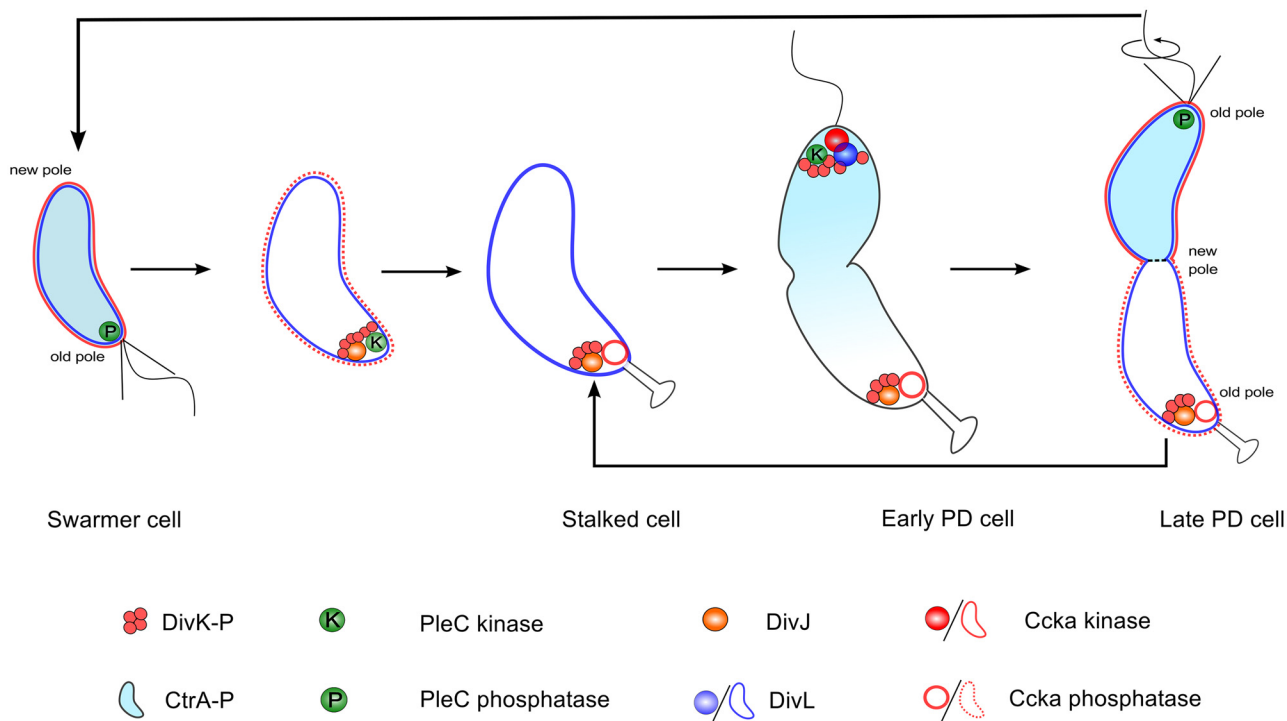 old pole
P
new pole
K
P
new
pole
old pole
K
old pole
Swarmer cell
Stalked cell
Early PD cell
Late PD cell
DivK-P
K
PleC kinase
DivJ
Ccka kinase
CtrA-P
P
PleC phosphatase
DivL
Ccka phosphatase